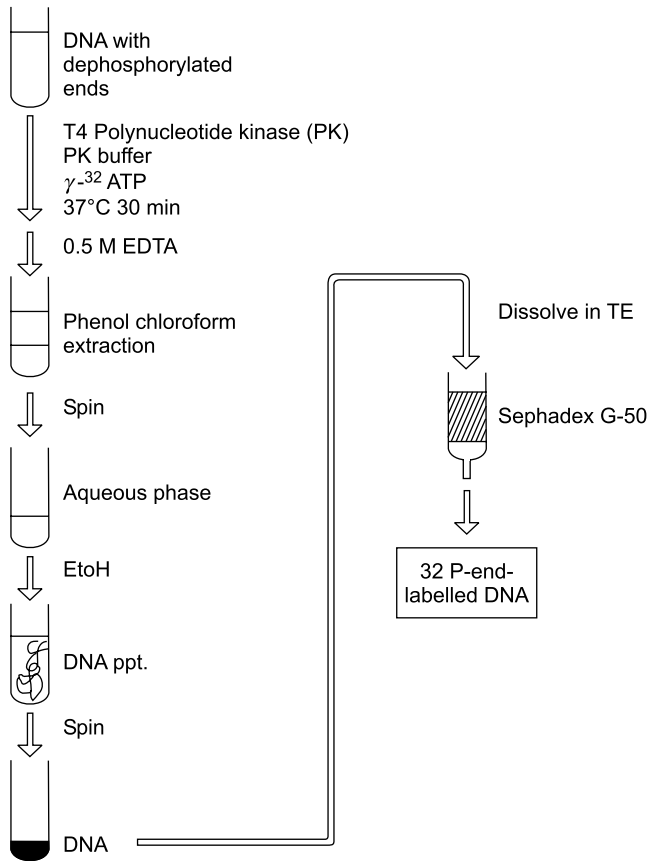 DNA with
dephosphorylated
ends
T4 Polynucleotide kinase (PK)
PK buffer
γ-³² ATP
37°C 30 min
0.5 M EDTA
Phenol chloroform
extraction
Spin
Aqueous phase
EtoH
DNA ppt.
Spin
DNA
Dissolve in TE
Sephadex G-50
32 P-end-
labelled DNA